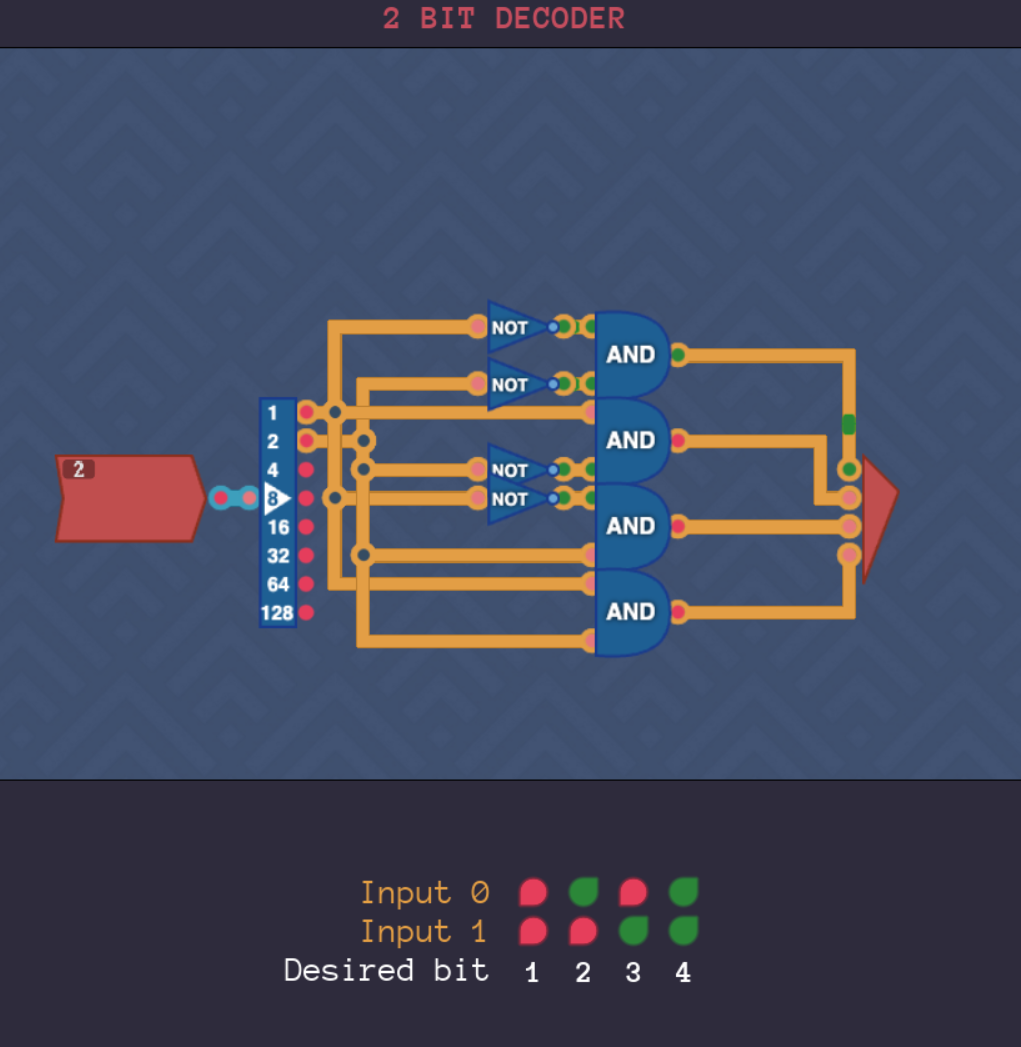 2 BIT DECODER
NOT
AND
NOT
1
2
AND
4
NOT
2
8
NOT
16
AND
32
64
AND
128
Input 0
Input 1
Desired bit 1 2 3 4